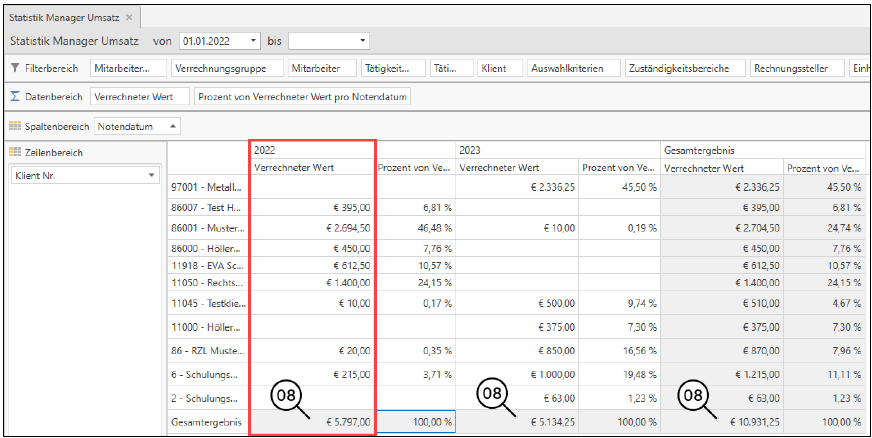 Statistik Manager Umsatz ×
Statistik Manager Umsatz von 01.01.2022 bis
Filterbereich Mitarbeiter... Verrechnungsgruppe Mitarbeiter Tätigkeit... Täti... Klient Auswahlkriterien Zuständigkeitsbereiche Rechnungssteller Einh
Datenbereich Verrechneter Wert Prozent von Verrechneter Wert pro Notendatum
Spaltenbereich Notendatum
Zeilenbereich
Klient Nr.
2022 2023 Gesamtergebnis
Verrechneter Wert Prozent von Ve... Verrechneter Wert Prozent von Ve... Verrechneter Wert Prozent von Ve...
97001 - Metall... € 2.336,25 45,50 % € 2.336,25 45,50 %
86007 - Test H... € 395,00 6,81 % € 395,00 6,81 %
86001 - Muster... € 2.694,50 46,48 % € 10,00 0,19 % € 2.704,50 24,74 %
86000 - Höller... € 450,00 7,76 % € 450,00 7,76 %
11918 - EVA Sc... € 612,50 10,57 % € 612,50 10,57 %
11050 - Rechts... € 1.400,00 24,15 % € 1.400,00 24,15 %
11045 - Testklie... € 10,00 0,17 % € 500,00 9,74 % € 510,00 4,67 %
11000 - Höller... € 375,00 7,30 % € 375,00 7,30 %
86 - RZL Muste... € 20,00 0,35 % € 850,00 16,56 % € 870,00 7,96 %
6 - Schulungs... € 215,00 3,71 % € 1.000,00 19,48 % € 1.215,00 11,11 %
2 - Schulungs... € 63,00 1,23 % € 63,00 1,23 %
08 08 08
Gesamtergebnis € 5.797,00 100,00 % € 5.134,25 100,00 % € 10.931,25 100,00 %